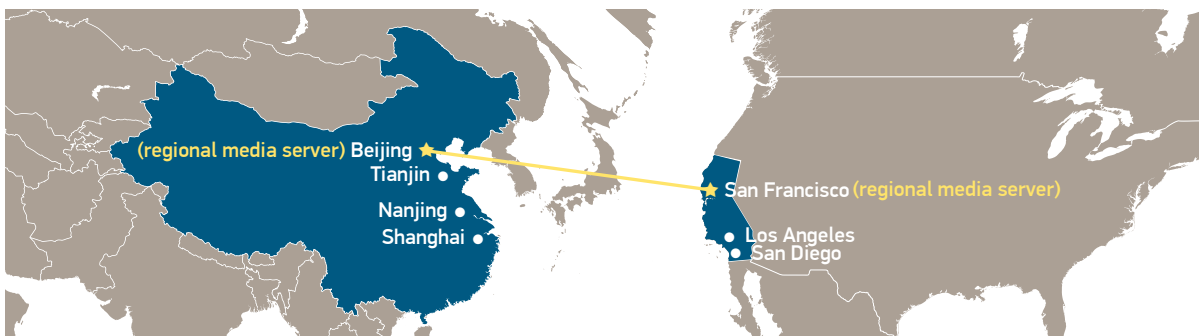 (regional media server) Beijing
Tianjin
Nanjing
Shanghai
San Francisco (regional media server)
Los Angeles
San Diego